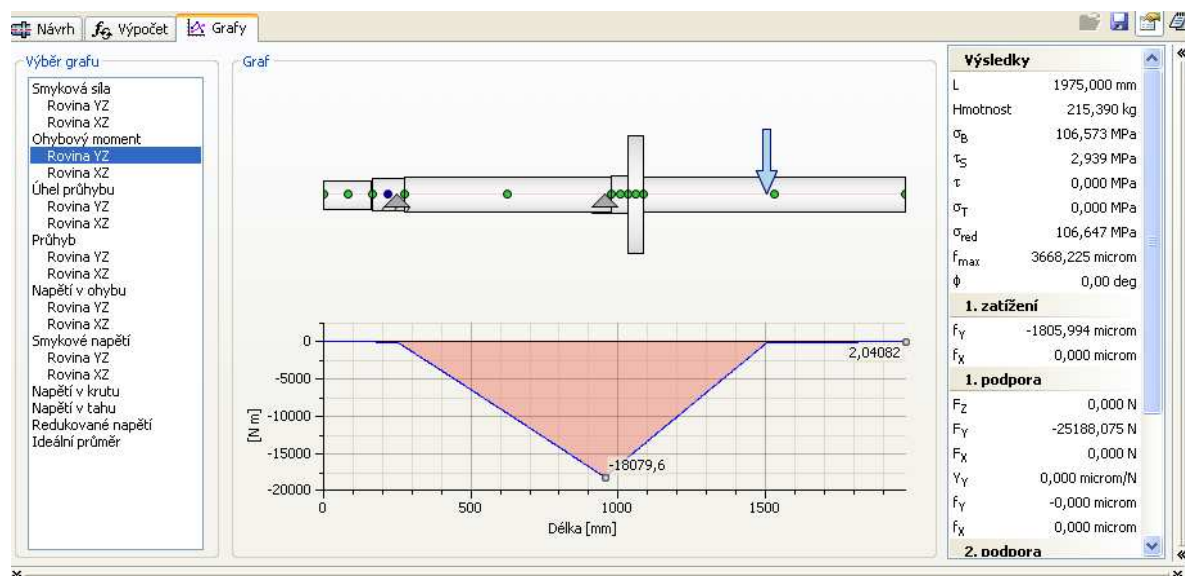 Návrh Výpočet Grafy
Výběr grafu
Smyková síla
Rovina YZ
Rovina XZ
Ohybový moment
Rovina YZ
Rovina XZ
Úhel průhybu
Rovina YZ
Rovina XZ
Průhyb
Rovina YZ
Rovina XZ
Napětí v ohybu
Rovina YZ
Rovina XZ
Smykové napětí
Rovina YZ
Rovina XZ
Napětí v krutu
Napětí v tahu
Redukované napětí
Ideální průměr
Graf
0
-5000
-10000
-15000
-20000
[N m]
2,04082
-18079,6
0 500 1000 1500
Délka [mm]
Výsledky
L 1975,000 mm
Hmotnost 215,390 kg
σB 106,573 MPa
τS 2,939 MPa
τ 0,000 MPa
σT 0,000 MPa
σred 106,647 MPa
fmax 3668,225 microm
ϕ 0,00 deg
1. zatížení
fY -1805,994 microm
fX 0,000 microm
1. podpora
FZ 0,000 N
FY -25188,075 N
FX 0,000 N
YY 0,000 microm/N
fY -0,000 microm
fX 0,000 microm
2. podpora